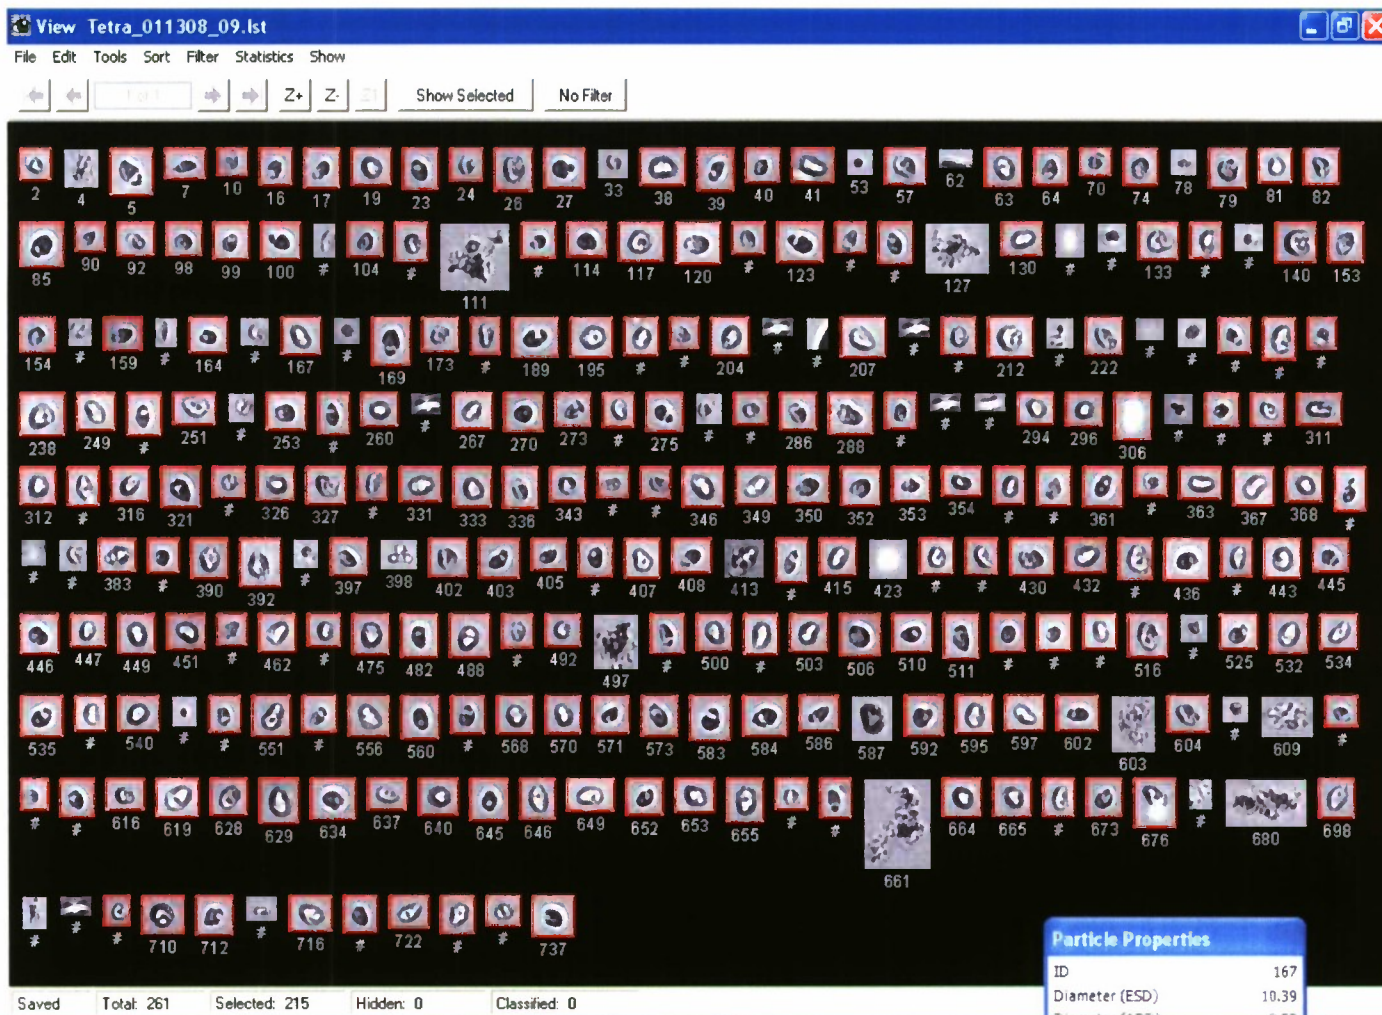 View Tetra_011308_09.lst
File Edit Tools Sort Filter Statistics Show
Z+ Z- Show Selected No Filter
2 4 5 7 10 16 17 19 23 24 26 27 33 38 39 40 41 53 57 62 63 64 70 74 78 79 81 82
85 90 92 98 99 100 # 104 # 111 # 114 117 120 # 123 # # 127 130 # # 133 # # 140 153
154 # 159 # 164 # 167 # 169 173 # 189 195 # # 204 # # 207 # # 212 # 222 # # # # #
238 249 # 251 # 253 # 260 # 267 270 273 # 275 # # 286 288 # # # 294 296 306 # # # 311
312 # 316 321 # 326 327 # 331 333 336 343 # # 346 349 350 352 353 354 # # 361 # 363 367 368 #
# # 383 # 390 392 # 397 398 402 403 405 # 407 408 413 # 415 423 # # 430 432 # 436 # 443 445
446 447 449 451 # 462 # 475 482 488 # 492 497 # 500 # 503 506 510 511 # # # 516 # 525 532 534
535 # 540 # # 551 # 556 560 # 568 570 571 573 583 584 586 587 592 595 597 602 603 604 # 609 #
# # 616 619 628 629 634 637 640 645 646 649 652 653 655 # # 661 664 665 # 673 676 # 680 698
# # # 710 712 # 716 # 722 # # 737
Particle Properties
ID 167
Diameter (ESD) 10.39
Saved Total: 261 Selected: 215 Hidden: 0 Classified: 0